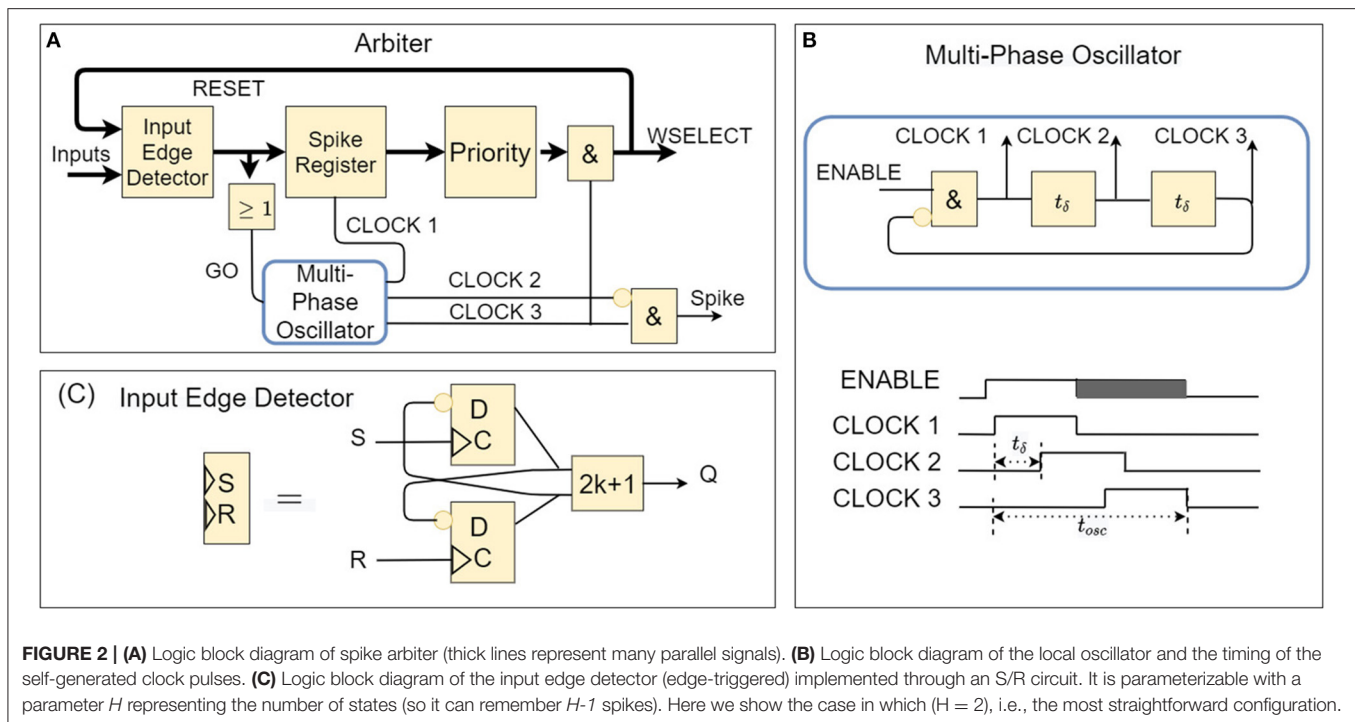 A
Arbiter
RESET
Input
Edge
Detector
Inputs
Spike
Register
Priority
&
WSELECT
≥ 1
CLOCK 1
GO
Multi-
Phase
Oscillator
CLOCK 2
CLOCK 3
&
Spike
B
Multi-Phase Oscillator
CLOCK 1
CLOCK 2
CLOCK 3
ENABLE
&
tδ
tδ
ENABLE
CLOCK 1
tδ
CLOCK 2
CLOCK 3
tosc
(C) Input Edge Detector
S
R
=
S
D
C
2k+1
Q
R
D
C
FIGURE 2 | (A) Logic block diagram of spike arbiter (thick lines represent many parallel signals). (B) Logic block diagram of the local oscillator and the timing of the
self-generated clock pulses. (C) Logic block diagram of the input edge detector (edge-triggered) implemented through an S/R circuit. It is parameterizable with a
parameter H representing the number of states (so it can remember H-1 spikes). Here we show the case in which (H = 2), i.e., the most straightforward configuration.